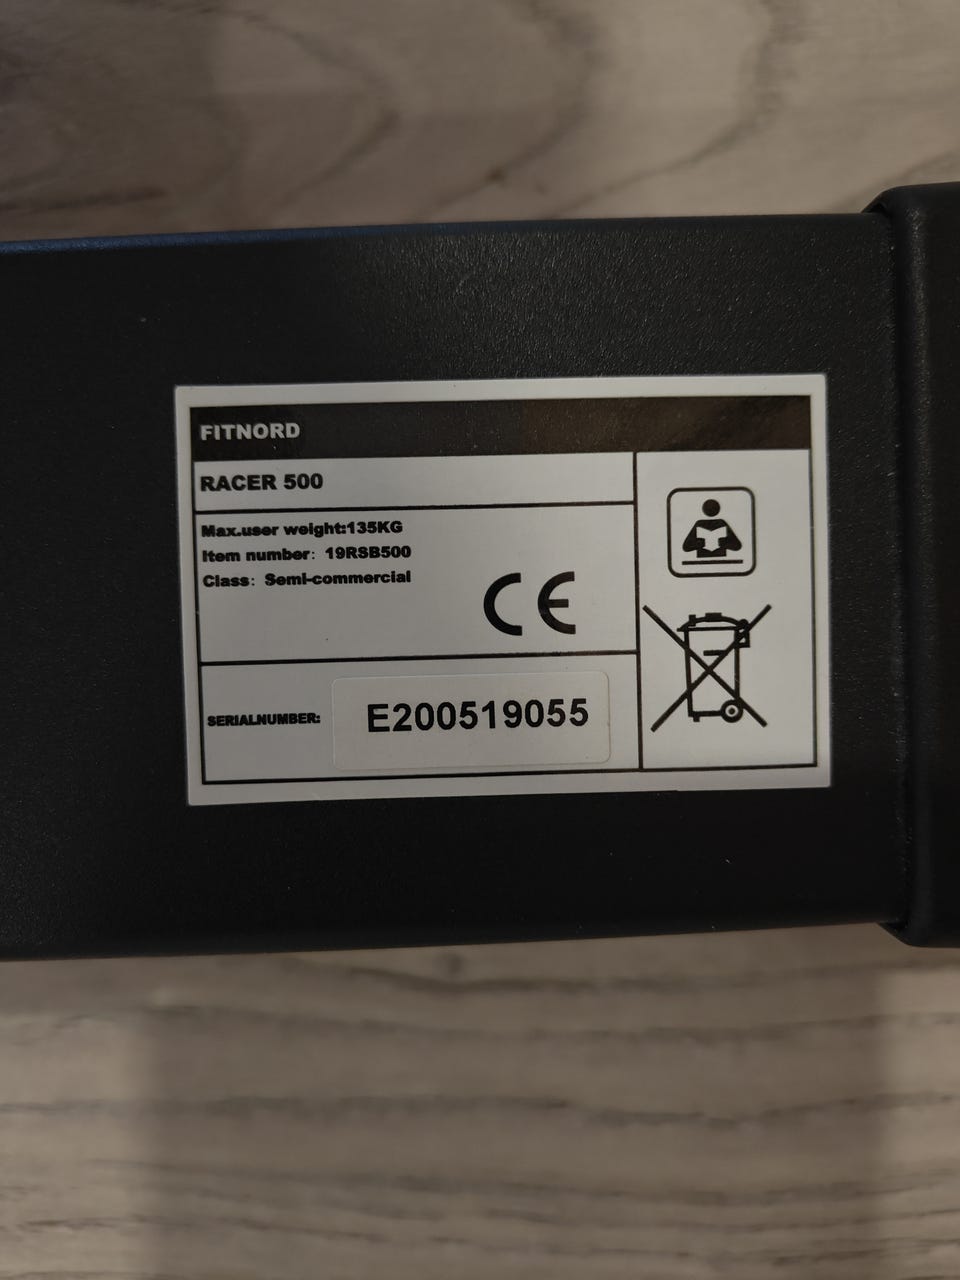 FITNORD
RACER 500
Max.user weight:135KG
Item number: 19RSB500
Class: Semi-commercial
CE
SERIALNUMBER: E200519055